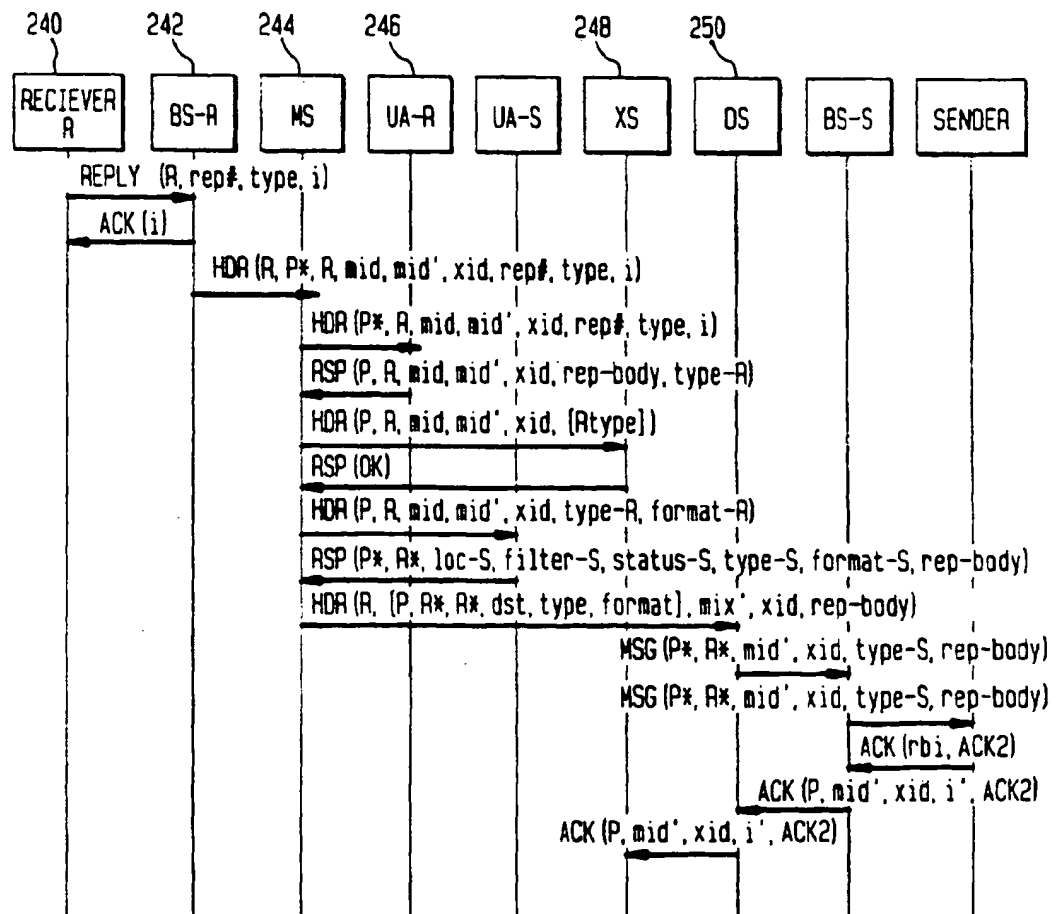 240 242 244 246 248 250
RECIEVER
R
BS-R MS UA-R UA-S XS DS BS-S SENDER
REPLY (R, rep#, type, i)
ACK (i)
HDR (R, P*, R, mid, mid', xid, rep#, type, i)
HDR (P*, R, mid, mid', xid, rep#, type, i)
RSP (P, R, mid, mid', xid, rep-body, type-R)
HDR (P, R, mid, mid', xid, [Rtype])
RSP (OK)
HDR (P, R, mid, mid', xid, type-R, format-R)
RSP (P*, R*, loc-S, filter-S, status-S, type-S, format-S, rep-body)
HDR (R, [P, R*, R*, dst, type, format], mix', xid, rep-body)
MSG (P*, R*, mid', xid, type-S, rep-body)
MSG (P*, R*, mid', xid, type-S, rep-body)
ACK (rbi, ACK2)
ACK (P, mid', xid, i', ACK2)
ACK (P, mid', xid, i', ACK2)